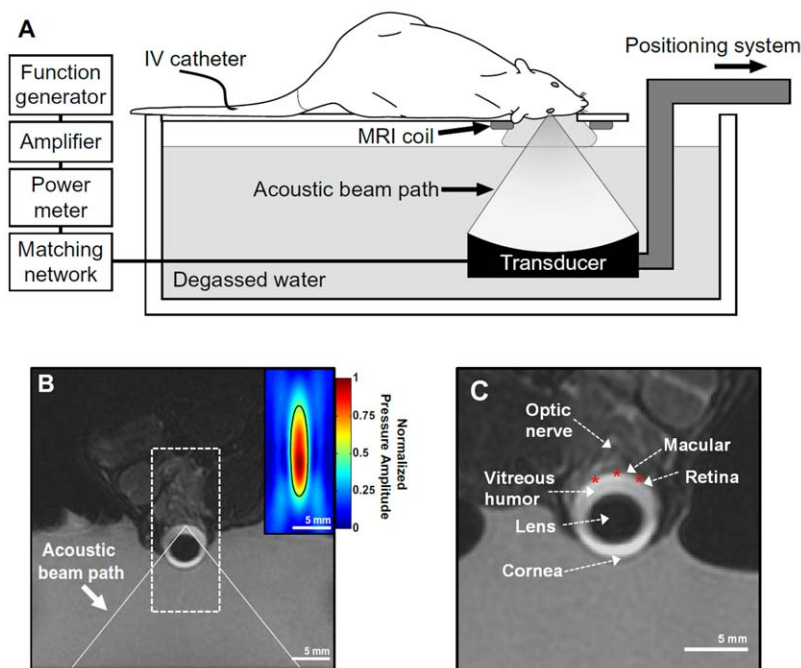 A
IV catheter
Positioning system
Function
generator
Amplifier
Power
meter
Matching
network
MRI coil
Acoustic beam path
Transducer
Degassed water
B
1
0.75
0.5
0.25
0
Normalized
Pressure Amplitude
5 mm
Acoustic
beam path
5 mm
C
Optic
nerve
Macular
Retina
Vitreous
humor
Lens
Cornea
5 mm